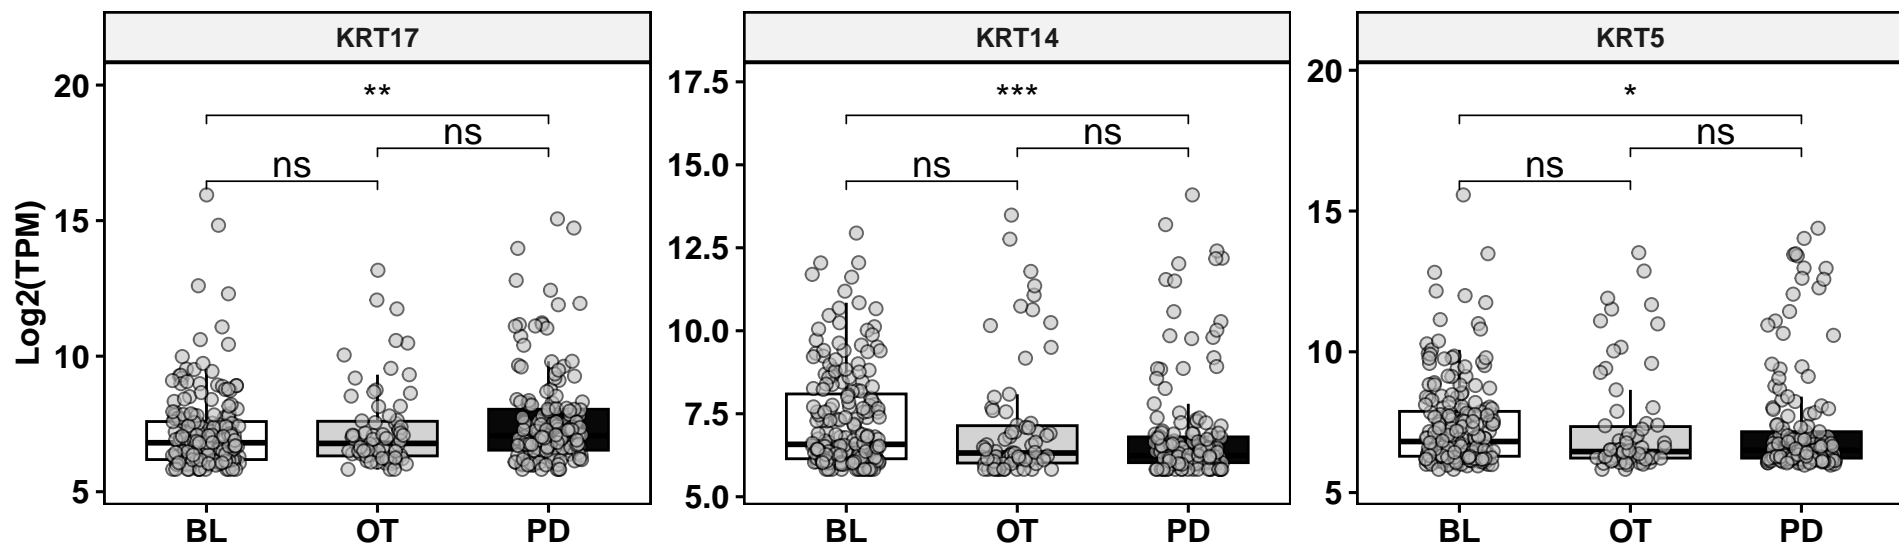 KRT17
KRT14
KRT5
Log2(TPM)
20
15
10
5
**
ns
ns
BL
OT
PD
17.5
15.0
12.5
10.0
7.5
5.0
***
ns
ns
BL
OT
PD
20
15
10
5
*
ns
ns
BL
OT
PD